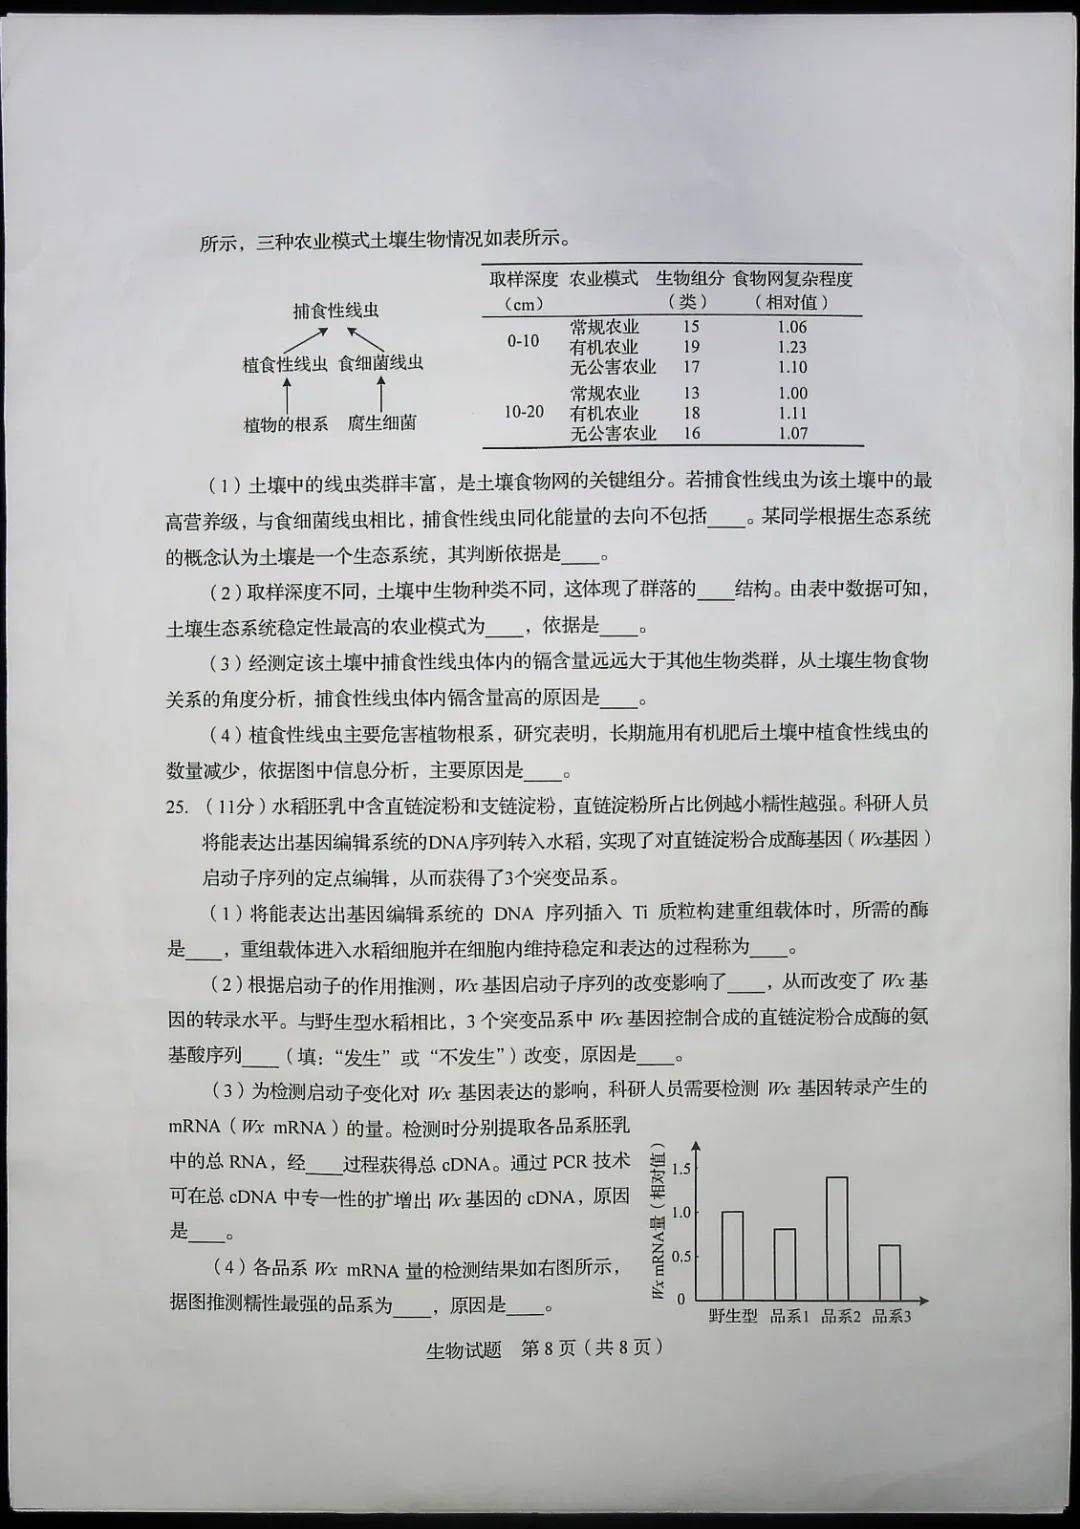 所示，三种农业模式土壤生物情况如表所示。
捕食性线虫
植食性线虫 食细菌线虫
植物的根系 腐生细菌
取样深度 农业模式 生物组分 食物网复杂程度
（cm） （类） （相对值）
常规农业 15 1.06
0-10 有机农业 19 1.23
无公害农业 17 1.10
常规农业 13 1.00
10-20 有机农业 18 1.11
无公害农业 16 1.07
（1）土壤中的线虫类群丰富，是土壤食物网的关键组分。若捕食性线虫为该土壤中的最
高营养级，与食细菌线虫相比，捕食性线虫同化能量的去向不包括____。某同学根据生态系统
的概念认为土壤是一个生态系统，其判断依据是____。
（2）取样深度不同，土壤中生物种类不同，这体现了群落的____结构。由表中数据可知，
土壤生态系统稳定性最高的农业模式为____，依据是____。
（3）经测定该土壤中捕食性线虫体内的镉含量远远大于其他生物类群，从土壤生物食物
关系的角度分析，捕食性线虫体内镉含量高的原因是____。
（4）植食性线虫主要危害植物根系，研究表明，长期施用有机肥后土壤中植食性线虫的
数量减少，依据图中信息分析，主要原因是____。
25.（11分）水稻胚乳中含直链淀粉和支链淀粉，直链淀粉所占比例越小糯性越强。科研人员
将能表达出基因编辑系统的DNA序列转入水稻，实现了对直链淀粉合成酶基因（Wx基因）
启动子序列的定点编辑，从而获得了3个突变品系。
（1）将能表达出基因编辑系统的 DNA 序列插入 Ti 质粒构建重组载体时，所需的酶
是____，重组载体进入水稻细胞并在细胞内维持稳定和表达的过程称为____。
（2）根据启动子的作用推测，Wx 基因启动子序列的改变影响了____，从而改变了 Wx 基
因的转录水平。与野生型水稻相比，3 个突变品系中 Wx 基因控制合成的直链淀粉合成酶的氨
基酸序列____（填：“发生”或“不发生”）改变，原因是____。
（3）为检测启动子变化对 Wx 基因表达的影响，科研人员需要检测 Wx 基因转录产生的
mRNA（Wx mRNA）的量。检测时分别提取各品系胚乳
中的总 RNA，经____过程获得总 cDNA。通过 PCR 技术
可在总 cDNA 中专一性的扩增出 Wx 基因的 cDNA，原因
是____。
（4）各品系 Wx mRNA 量的检测结果如右图所示，
据图推测糯性最强的品系为____，原因是____。
Wx mRNA量（相对值）
1.5
1.0
0.5
0
野生型 品系1 品系2 品系3
生物试题 第 8 页（共 8 页）